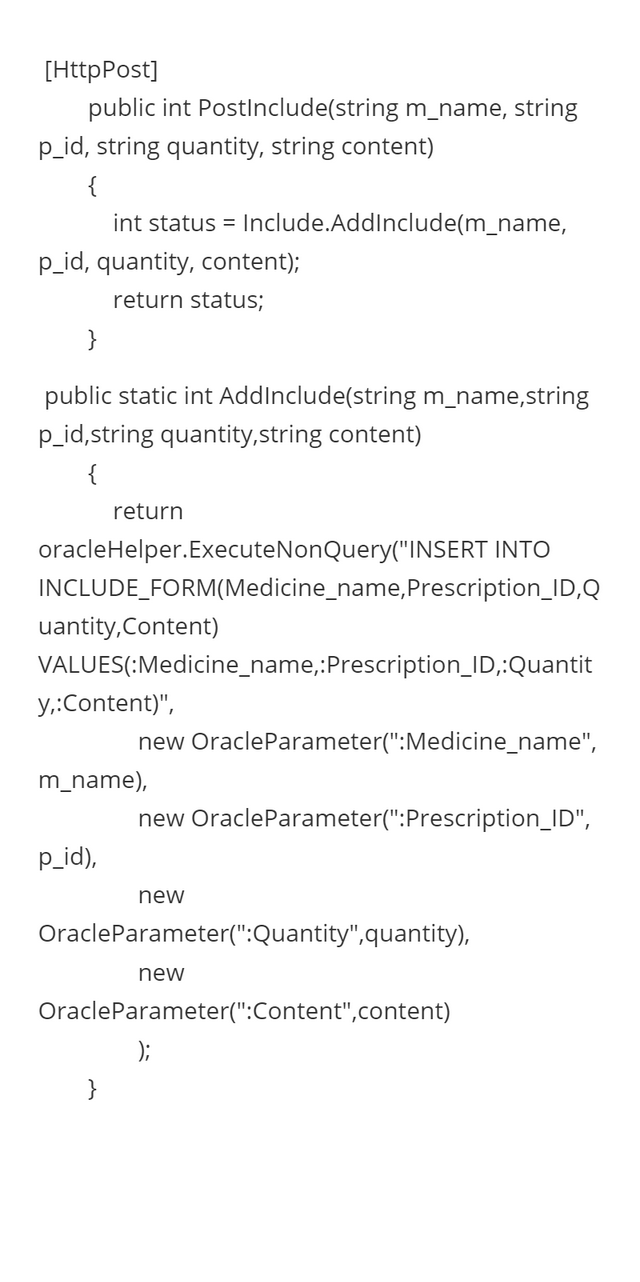 [HttpPost]
public int PostInclude(string m_name, string
p_id, string quantity, string content)
{
int status = Include.AddInclude(m_name,
p_id, quantity, content);
return status;
}
public static int AddInclude(string m_name,string
p_id,string quantity,string content)
{
return
oracleHelper.ExecuteNonQuery("INSERT INTO
INCLUDE_FORM(Medicine_name,Prescription_ID,Q
uantity,Content)
VALUES(:Medicine_name,:Prescription_ID,:Quantit
y,:Content)",
new OracleParameter(":Medicine_name",
m_name),
new OracleParameter(":Prescription_ID",
p_id),
new
OracleParameter(":Quantity",quantity),
new
OracleParameter(":Content",content)
);
}